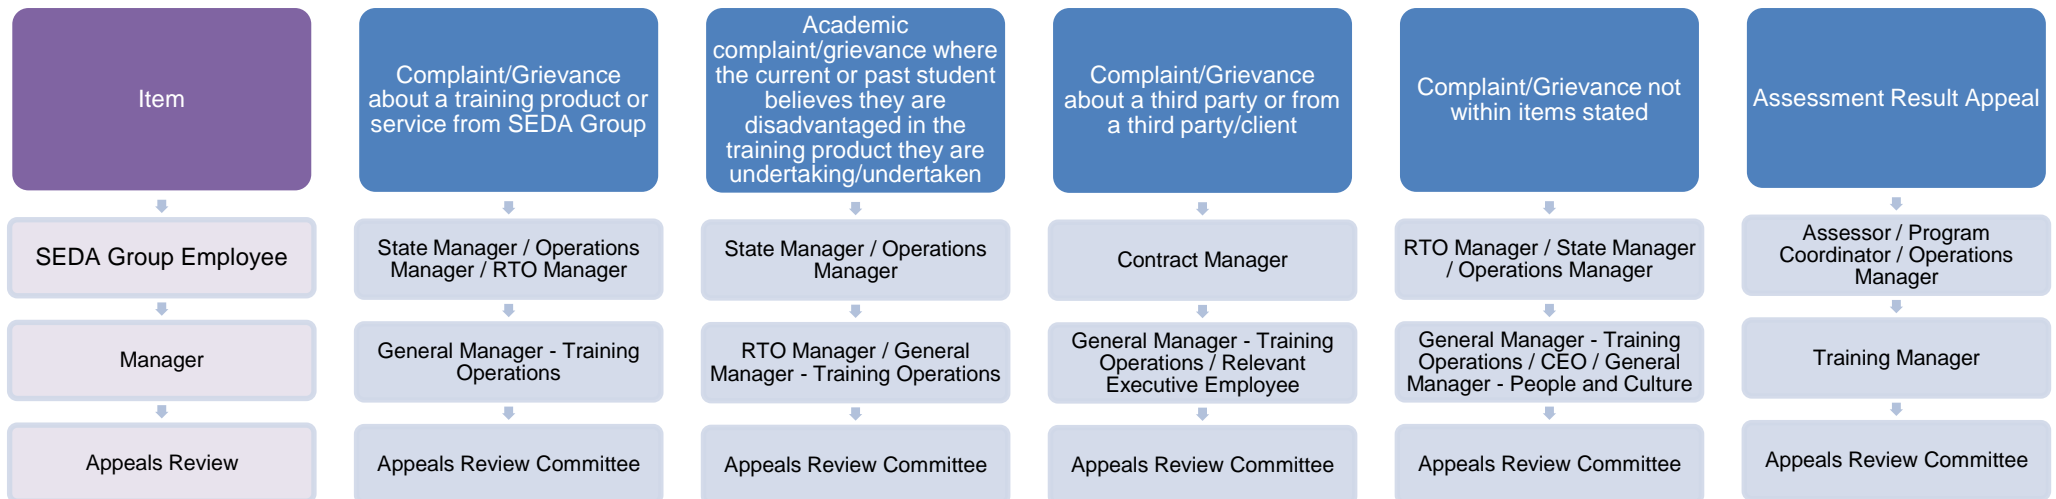 Item
SEDA Group Employee
Manager
Appeals Review
Complaint/Grievance
about a training product or
service from SEDA Group
State Manager / Operations
Manager / RTO Manager
General Manager - Training
Operations
Appeals Review Committee
Academic
complaint/grievance where
the current or past student
believes they are
disadvantaged in the
training product they are
undertaking/undertaken
State Manager / Operations
Manager
RTO Manager / General
Manager - Training Operations
Appeals Review Committee
Complaint/Grievance
about a third party or from
a third party/client
Contract Manager
General Manager - Training
Operations / Relevant
Executive Employee
Appeals Review Committee
Complaint/Grievance not
within items stated
RTO Manager / State Manager
/ Operations Manager
General Manager - Training
Operations / CEO / General
Manager - People and Culture
Appeals Review Committee
Assessment Result Appeal
Assessor / Program
Coordinator / Operations
Manager
Training Manager
Appeals Review Committee